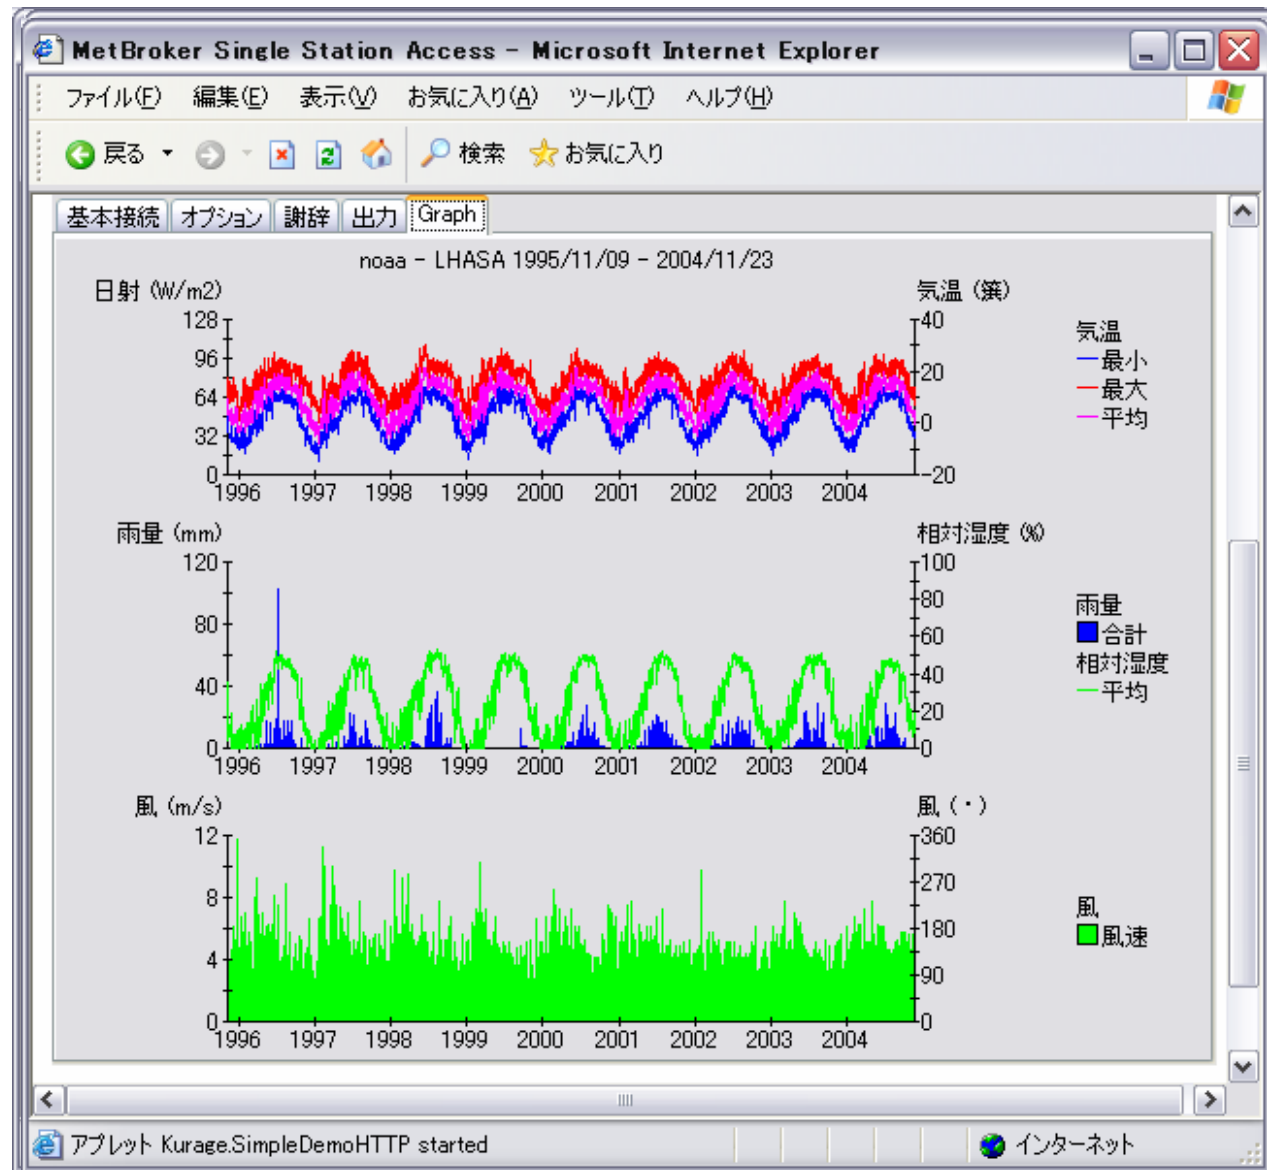 MetBroker Single Station Access - Microsoft Internet Explorer
ファイル(F) 編集(E) 表示(V) お気に入り(A) ツール(T) ヘルプ(H)
戻る 検索 お気に入り
基本接続 オプション 謝辞 出力 Graph
noaa - LHASA 1995/11/09 - 2004/11/23
日射 (W/m2) 気温 (簇)
128 96 64 32 0
40 20 0 -20
1996 1997 1998 1999 2000 2001 2002 2003 2004
気温
最小
最大
平均
雨量 (mm) 相対湿度 (%)
120 80 40 0
100 80 60 40 20 0
1996 1997 1998 1999 2000 2001 2002 2003 2004
雨量
合計
相対湿度
平均
風 (m/s) 風 (・)
12 8 4 0
360 270 180 90 0
1996 1997 1998 1999 2000 2001 2002 2003 2004
風
風速
アプレット Kurage.SimpleDemoHTTP started インターネット